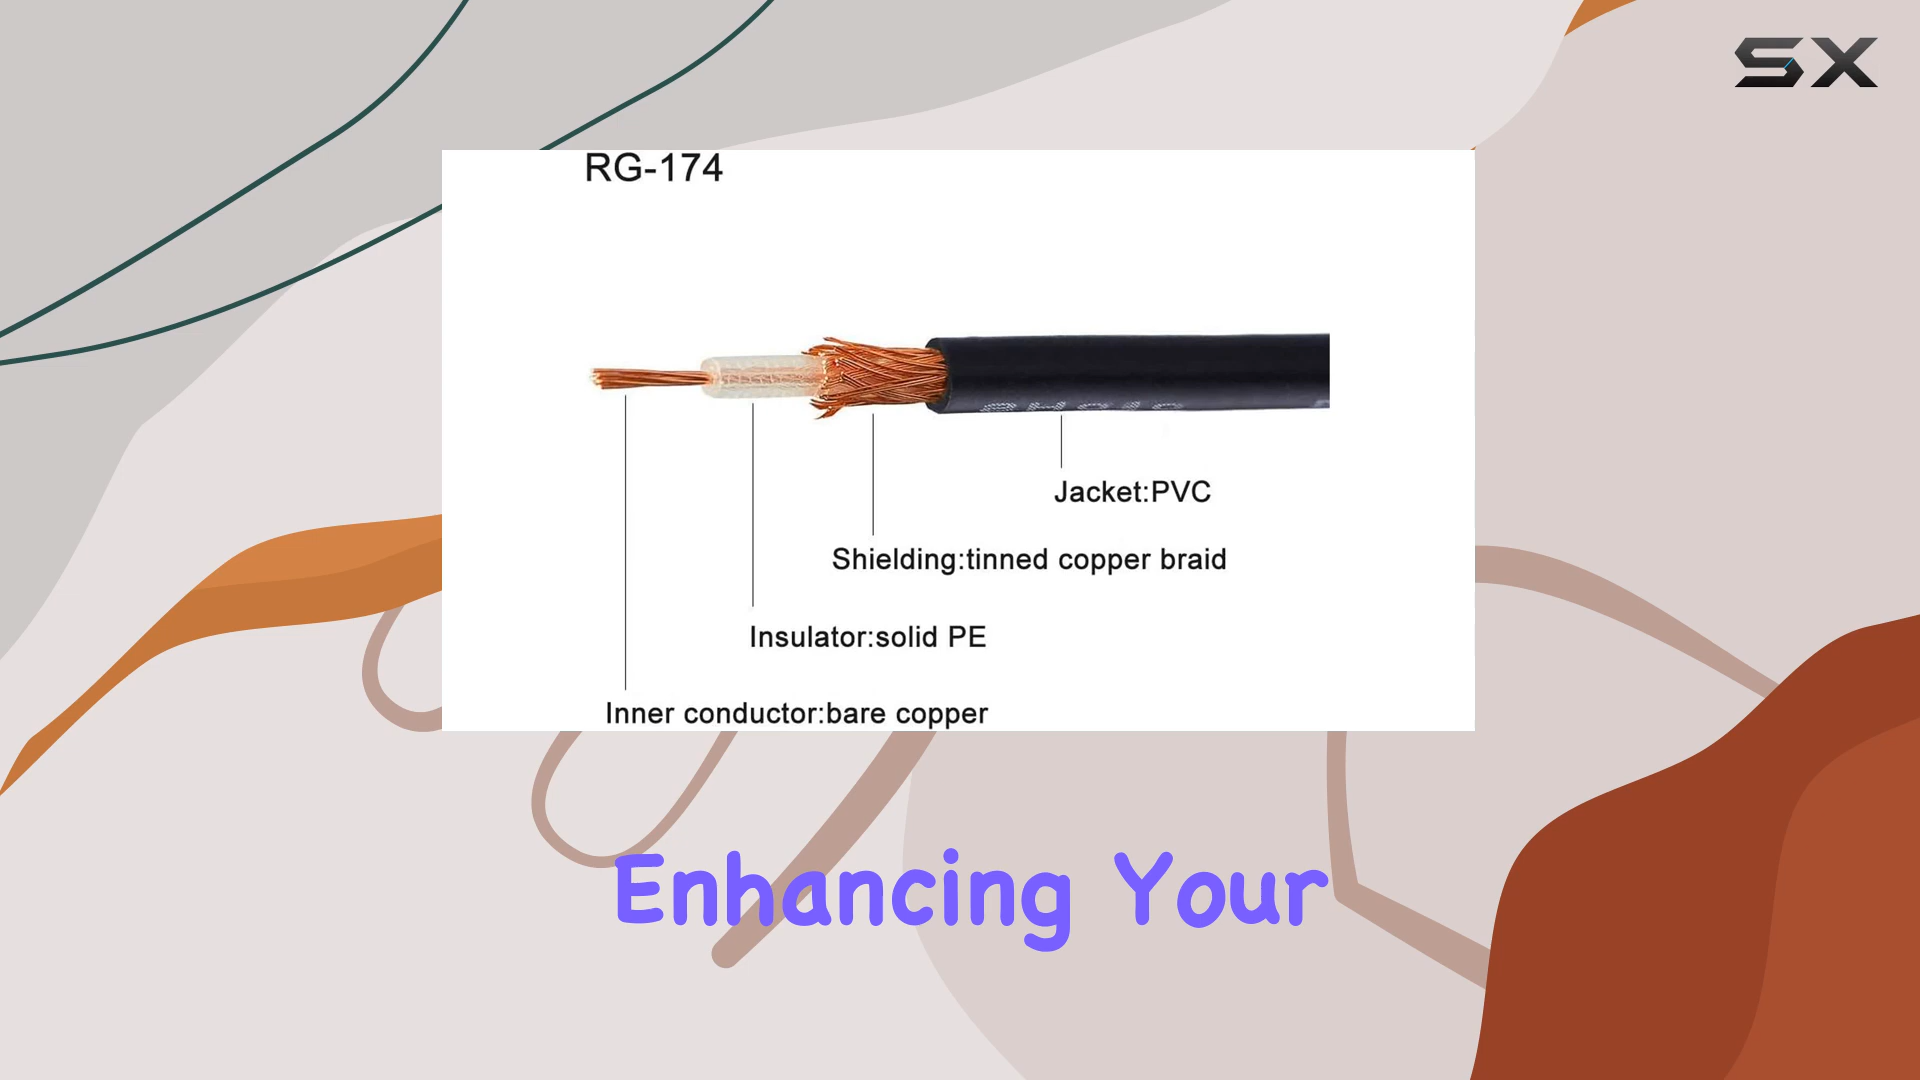 SX
RG-174
Jacket:PVC
Shielding:tinned copper braid
Insulator:solid PE
Inner conductor:bare copper
Enhancing Your